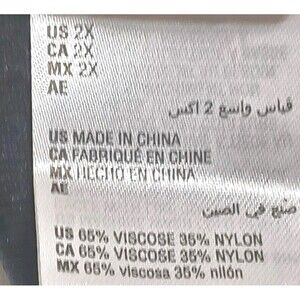 US 2X
CA 2X
MX 2X
AE
قياس واسع 2 اكس
US MADE IN CHINA
CA FABRIQUÉ EN CHINE
MX HECHO EN CHINA
AE
صنع في الصين
US 65% VISCOSE 35% NYLON
CA 65% VISCOSE 35% NYLON
MX 65% viscosa 35% nilón